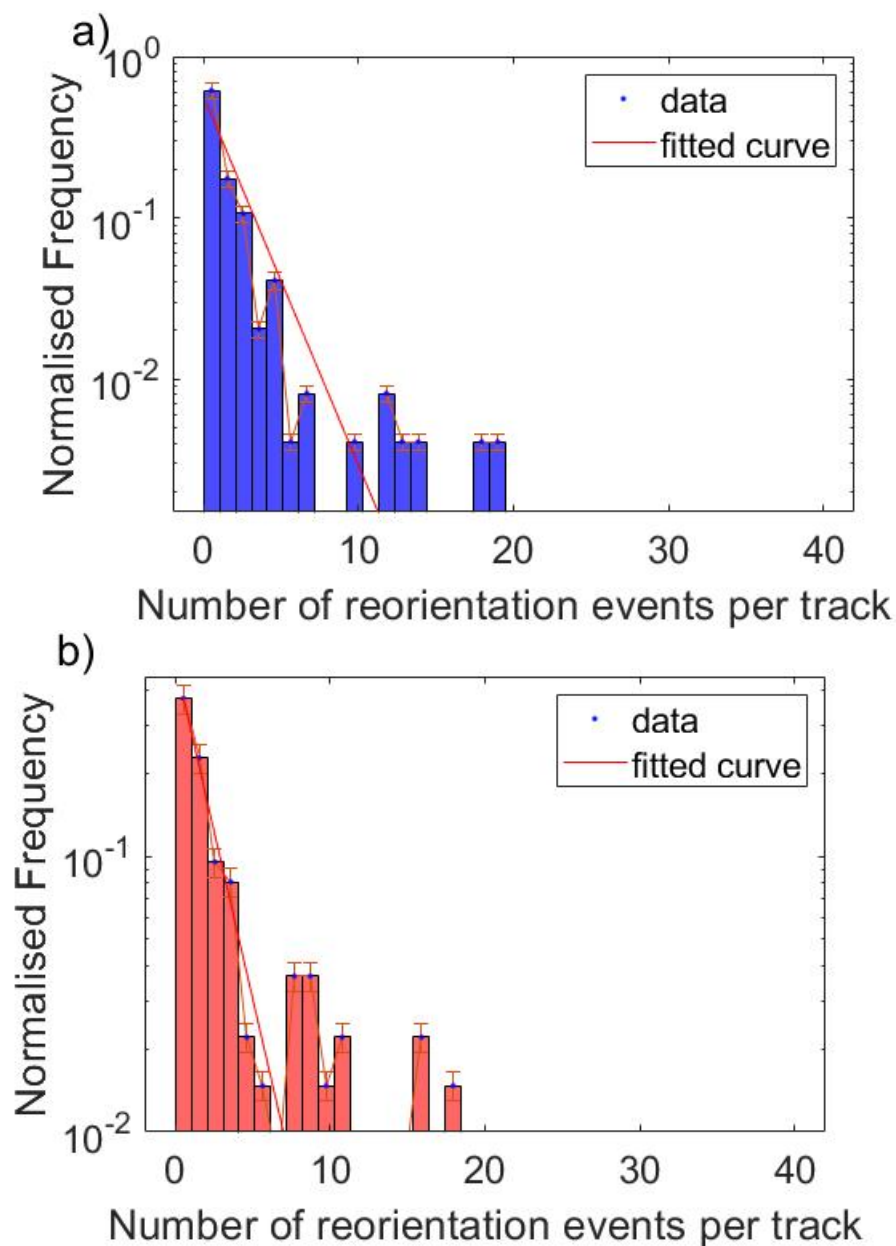 a)
10^0
10^-1
10^-2
Normalised Frequency
data
fitted curve
0 10 20 30 40
Number of reorientation events per track
b)
10^-1
10^-2
Normalised Frequency
data
fitted curve
0 10 20 30 40
Number of reorientation events per track